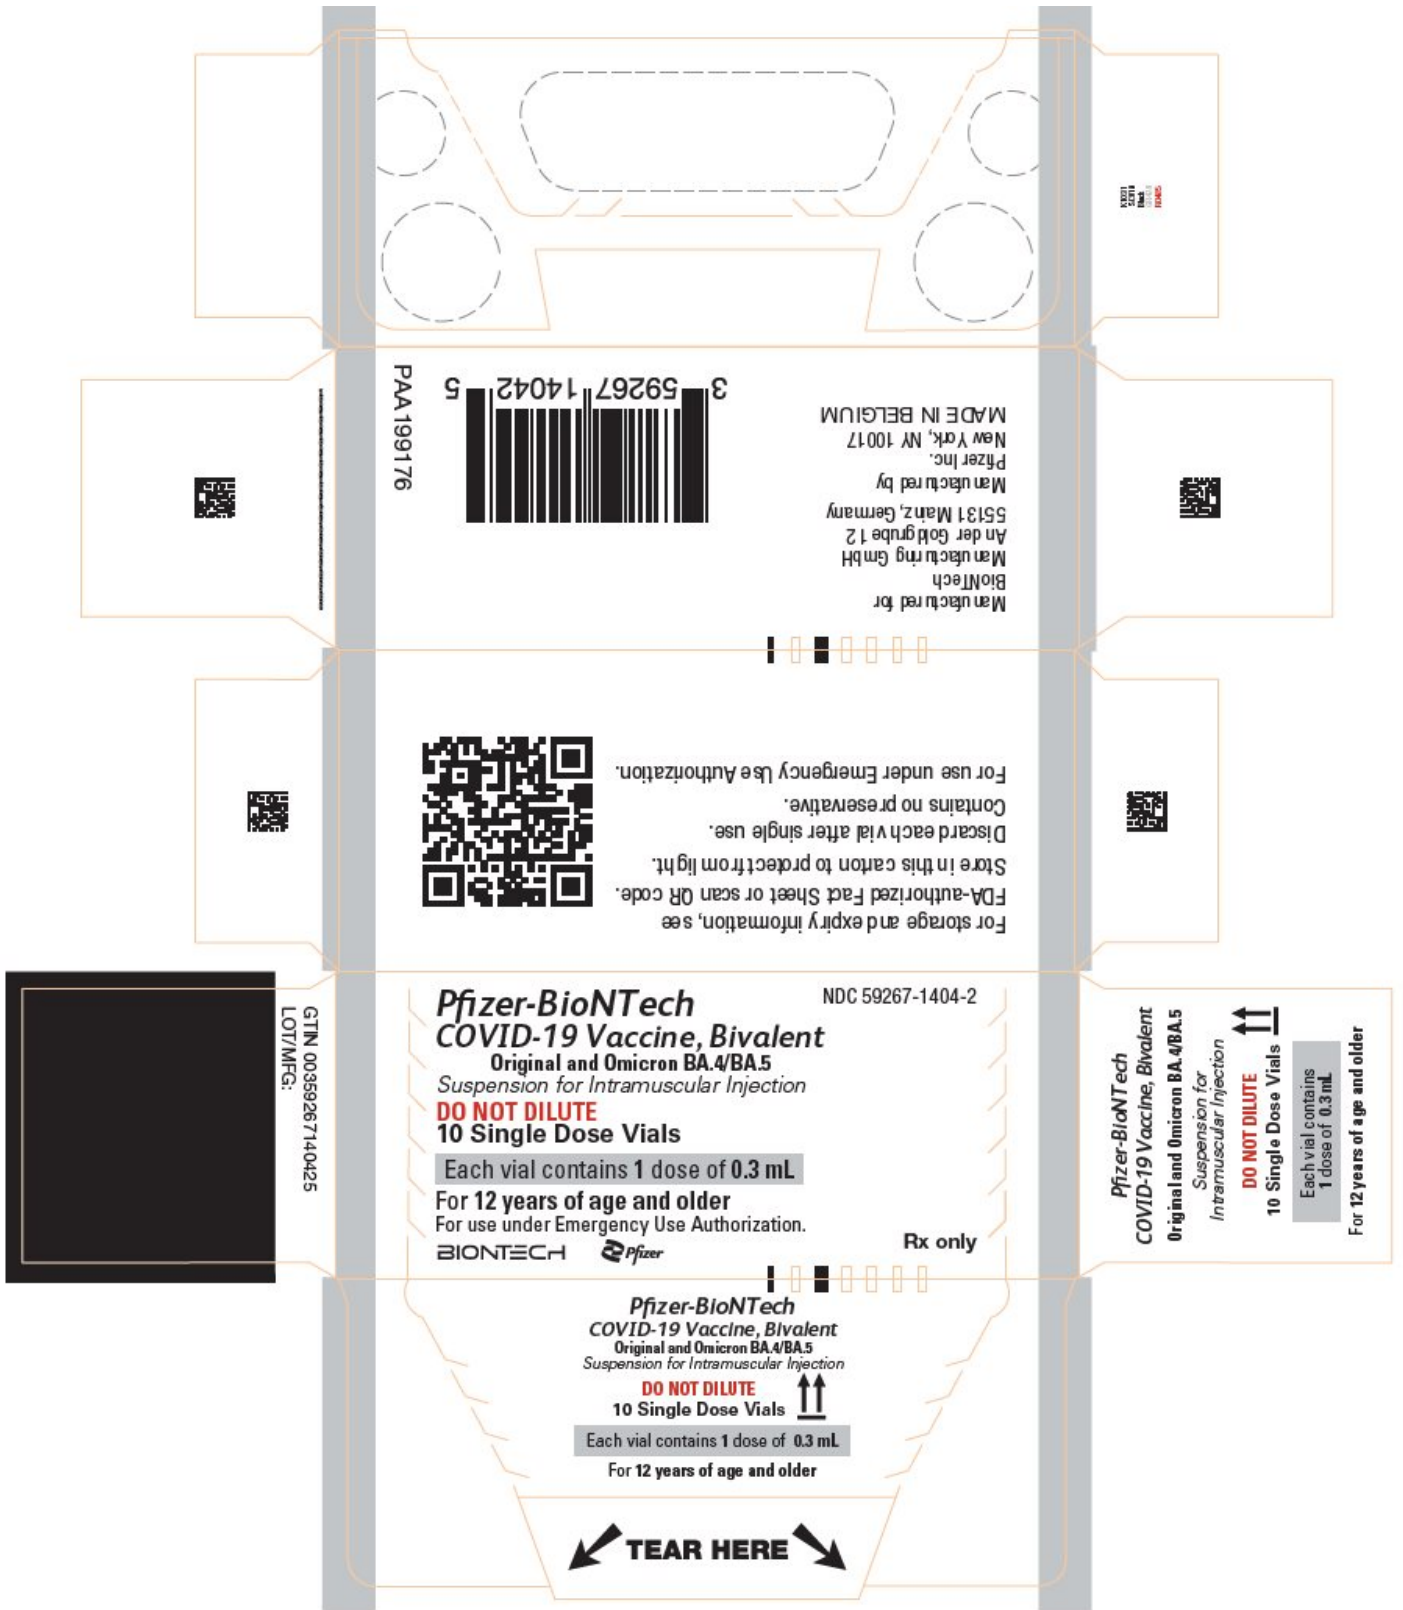 PAA199176
3 59267 14042 5
Manufactured for
BioNTech
Manufacturing GmbH
An der Goldgrube 12
55131 Mainz, Germany
Manufactured by
Pfizer Inc.
New York, NY 10017
MADE IN BELGIUM
For storage and expiry information, see
FDA-authorized Fact Sheet or scan QR code.
Store in this carton to protect from light.
Discard each vial after single use.
Contains no preservative.
For use under Emergency Use Authorization.
GTIN 00359267140425
LOT/MFG:
Pfizer-BioNTech
NDC 59267-1404-2
COVID-19 Vaccine, Bivalent
Original and Omicron BA.4/BA.5
Suspension for Intramuscular Injection
DO NOT DILUTE
10 Single Dose Vials
Each vial contains 1 dose of 0.3 mL
For 12 years of age and older
For use under Emergency Use Authorization.
BIONTECH
Pfizer
Rx only
Pfizer-BioNTech
COVID-19 Vaccine, Bivalent
Original and Omicron BA.4/BA.5
Suspension for
Intramuscular Injection
DO NOT DILUTE
10 Single Dose Vials
Each vial contains
1 dose of 0.3 mL
For 12 years of age and older
Pfizer-BioNTech
COVID-19 Vaccine, Bivalent
Original and Omicron BA.4/BA.5
Suspension for Intramuscular Injection
DO NOT DILUTE
10 Single Dose Vials
Each vial contains 1 dose of 0.3 mL
For 12 years of age and older
TEAR HERE